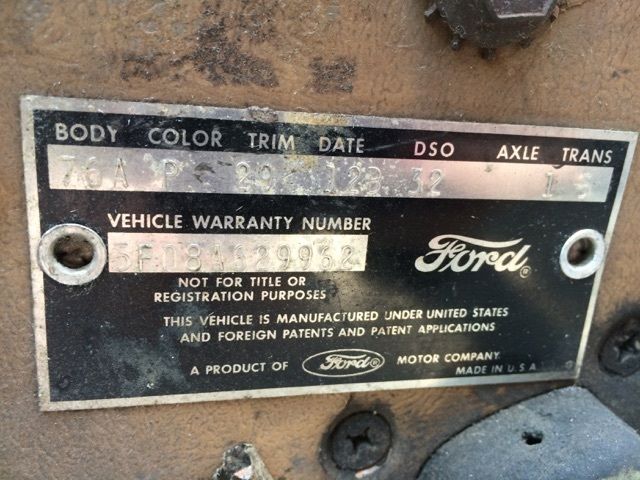 BODY COLOR TRIM DATE DSO AXLE TRANS
76A P 29 12B 32 1
VEHICLE WARRANTY NUMBER
Ford®
NOT FOR TITLE OR
REGISTRATION PURPOSES
THIS VEHICLE IS MANUFACTURED UNDER UNITED STATES
AND FOREIGN PATENTS AND PATENT APPLICATIONS
A PRODUCT OF Ford® MOTOR COMPANY
MADE IN U.S.A.